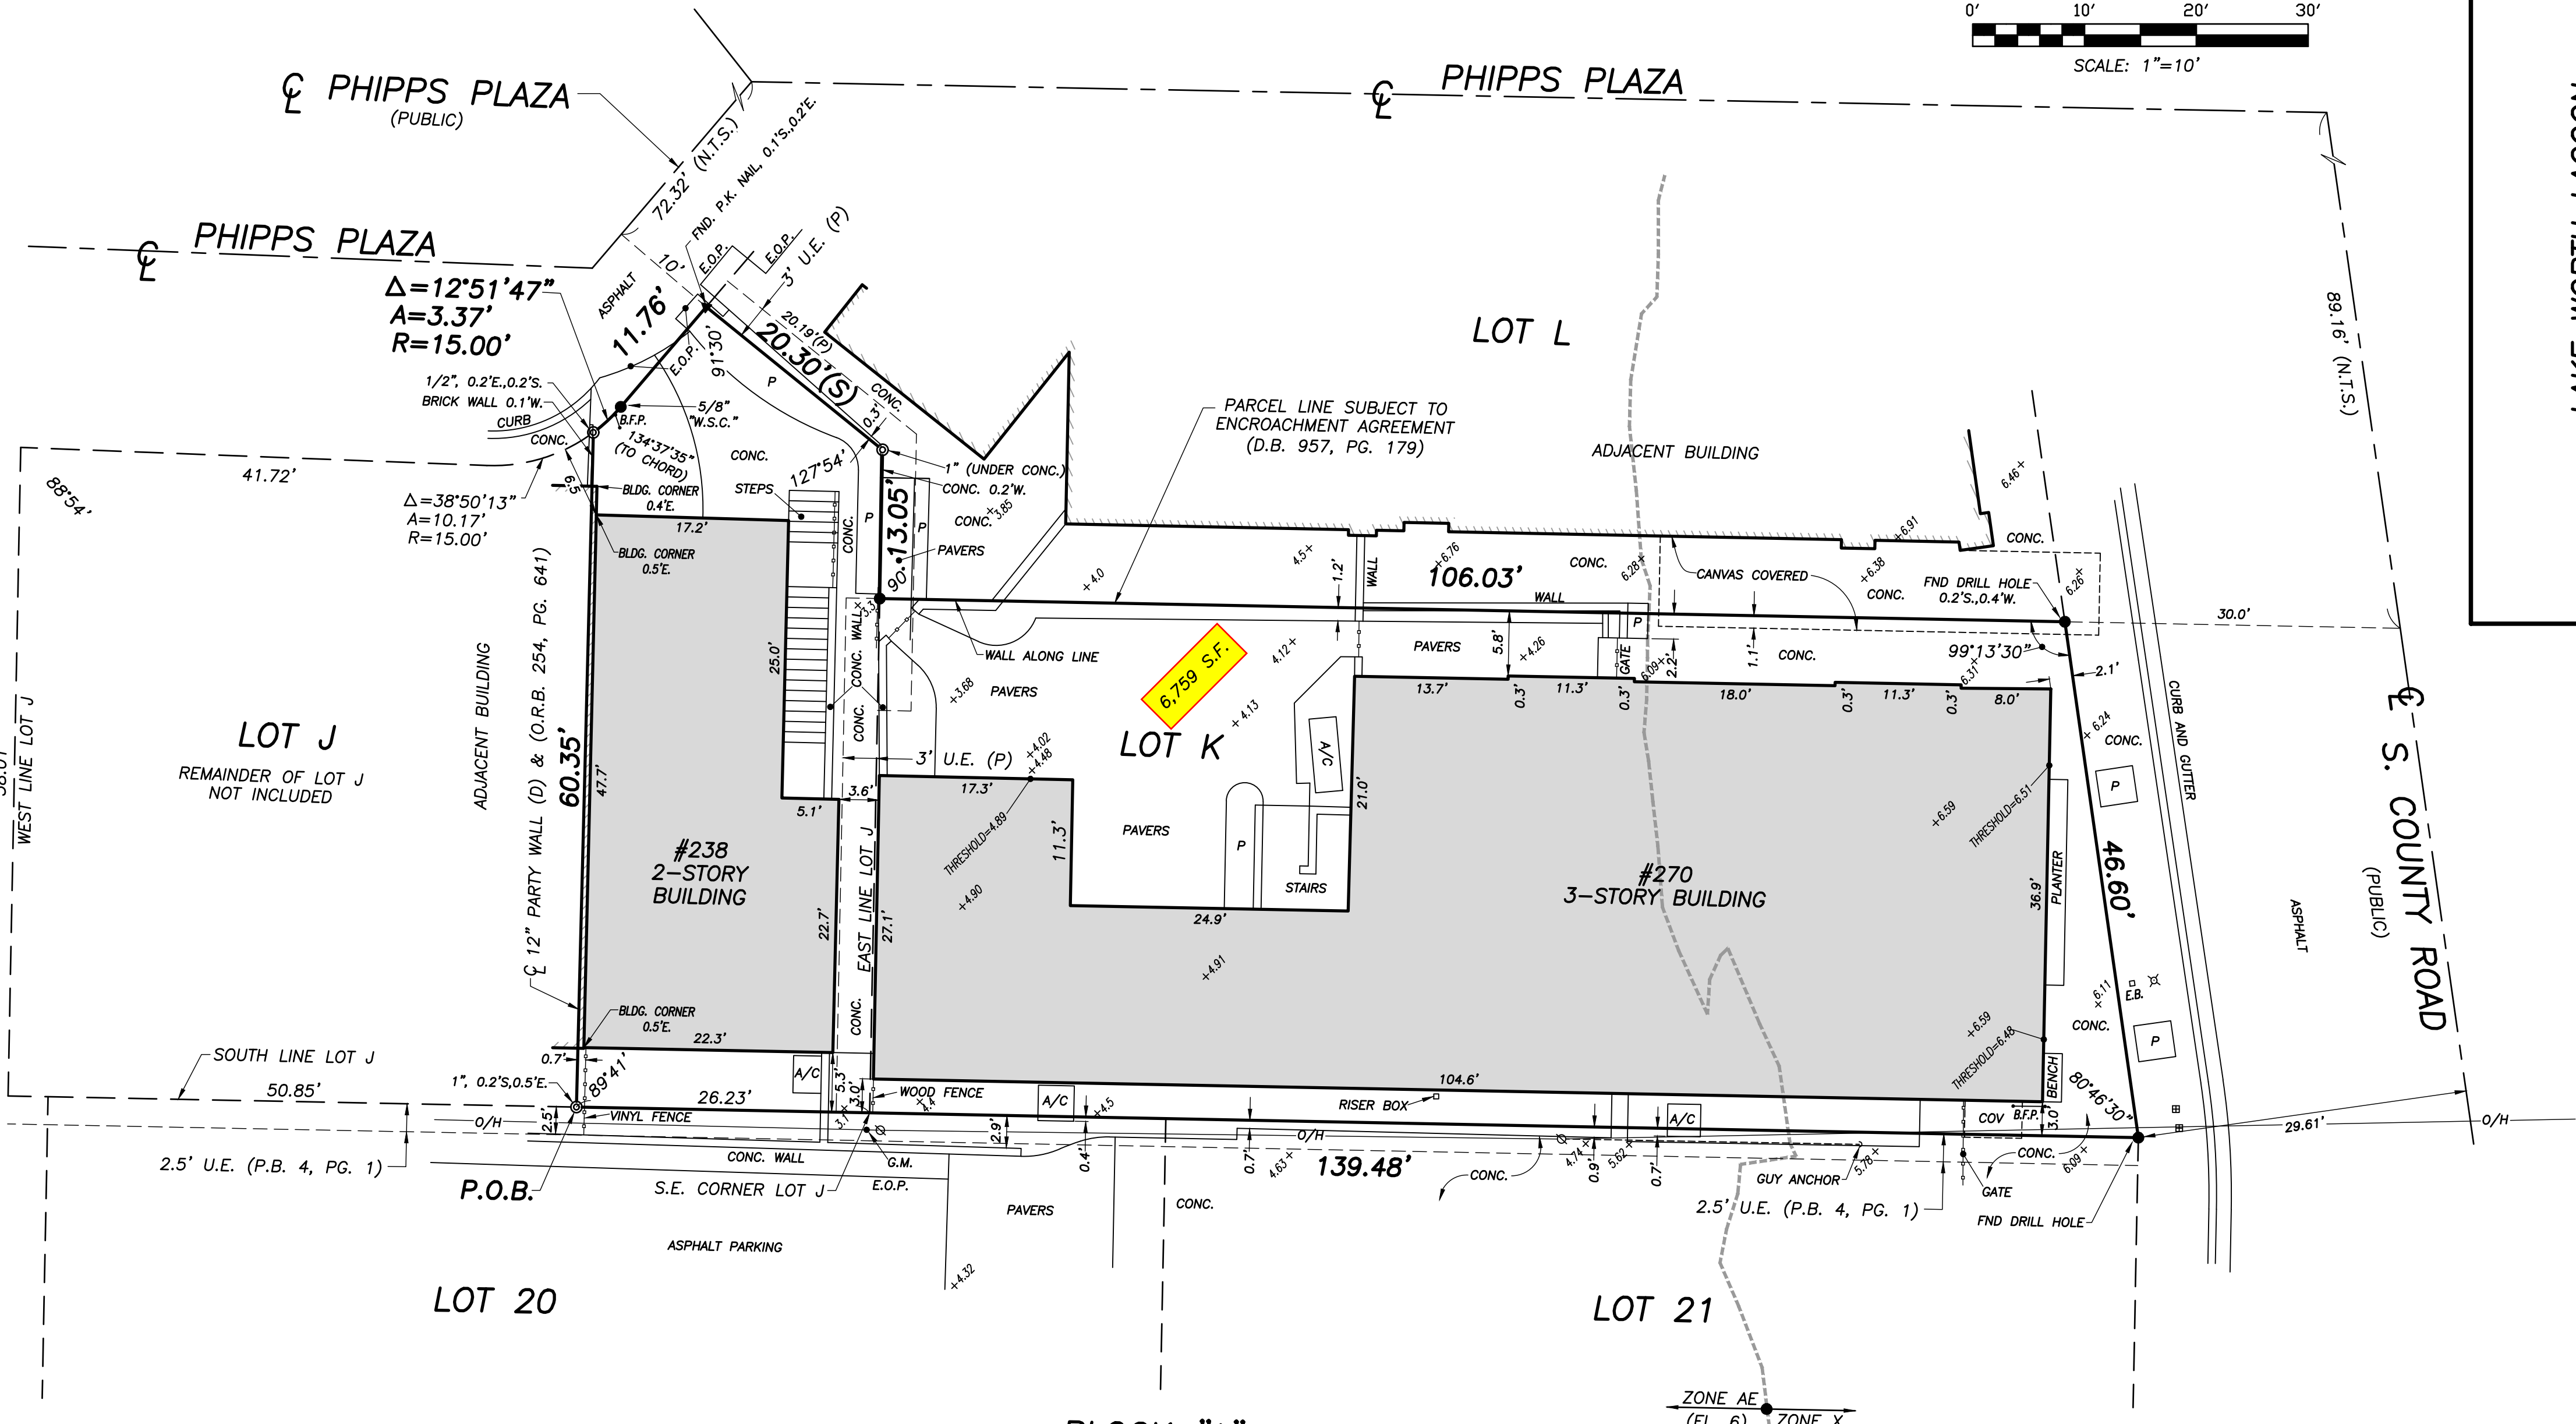 0' 10' 20' 30'
SCALE: 1"=10'
℄ PHIPPS PLAZA
(PUBLIC)
℄ PHIPPS PLAZA
℄ PHIPPS PLAZA
72.32' (N.T.S.)
FND. P.K. NAIL, 0.1'S.,0.2'E.
10'
E.O.P.
E.O.P.
3' U.E. (P)
ASPHALT
Δ=12°51'47"
A=3.37'
R=15.00'
11.76'
E.O.P.
91°30'
20.19'(P)
20.30'(S)
0.3'
CONC.
P
1/2", 0.2'E.,0.2'S.
BRICK WALL 0.1'W.
CURB
CONC.
B.F.P.
5/8"
"W.S.C."
134°37'35"
(TO CHORD)
CONC.
127°54'
STEPS
1" (UNDER CONC.)
CONC. 0.2'W.
13.05'
90°
P
P
CONC.
3.85
PAVERS
CONC.
41.72'
88°54'
Δ=38°50'13"
A=10.17'
R=15.00'
6.5
BLDG. CORNER
0.4'E.
17.2'
BLDG. CORNER
0.5'E.
LOT L
ADJACENT BUILDING
PARCEL LINE SUBJECT TO
ENCROACHMENT AGREEMENT
(D.B. 957, PG. 179)
89.16' (N.T.S.)
6.46+
CONC.
+6.91
+6.38
+6.76
4.5+
+4.0
6.28+
106.03'
1.2'
WALL
CONC.
WALL
CANVAS COVERED
CONC.
FND DRILL HOLE
0.2'S.,0.4'W.
6.26+
30.0'
WALL ALONG LINE
4.12+
PAVERS
5.8'
+4.26
GATE
P
6.09+
2.2'
1.1'
CONC.
6.31+
99°13'30"
2.1'
6,759 S.F.
+3.68
PAVERS
+4.13
LOT K
A/C
13.7'
0.3'
11.3'
0.3'
18.0'
0.3'
11.3'
0.3'
8.0'
CURB AND GUTTER
+6.24
CONC.
P
℄ S. COUNTY ROAD
(PUBLIC)
ASPHALT
LOT J
REMAINDER OF LOT J
NOT INCLUDED
WEST LINE LOT J
ADJACENT BUILDING
℄ 12" PARTY WALL (D) & (O.R.B. 254, PG. 641)
60.35'
47.7'
25.0'
CONC. WALL
CONC.
3' U.E. (P)
+4.02
+4.48
17.3'
5.1'
3.6'
THRESHOLD=4.89
+4.90
11.3'
PAVERS
P
21.0'
STAIRS
24.9'
#238
2-STORY
BUILDING
22.7'
EAST LINE LOT J
27.1'
+4.91
#270
3-STORY BUILDING
+6.59
THRESHOLD=6.51
36.9'
PLANTER
46.60'
+6.59
THRESHOLD=6.48
+6.11
E.B.
CONC.
P
BENCH
80°46'30"
BLDG. CORNER
0.5'E.
22.3'
CONC.
SOUTH LINE LOT J
50.85'
0.7'
1", 0.2'S,0.5'E.
89°41'
26.23'
A/C
5.3'
3.0'
WOOD FENCE
4.4
3.1
A/C
+4.5
104.6'
RISER BOX
A/C
COV
B.F.P.
3.0'
29.61'
O/H
2.5'
O/H
VINYL FENCE
2.9'
0.4'
0.7'
O/H
4.63+
139.48'
CONC.
4.74
0.9'
5.62
0.7'
5.78+
GUY ANCHOR
CONC.
6.09+
2.5' U.E. (P.B. 4, PG. 1)
CONC. WALL
G.M.
P.O.B.
S.E. CORNER LOT J
E.O.P.
PAVERS
CONC.
2.5' U.E. (P.B. 4, PG. 1)
GATE
FND DRILL HOLE
ASPHALT PARKING
+4.32
LOT 20
LOT 21
ZONE AE
(EL. 6)
ZONE X